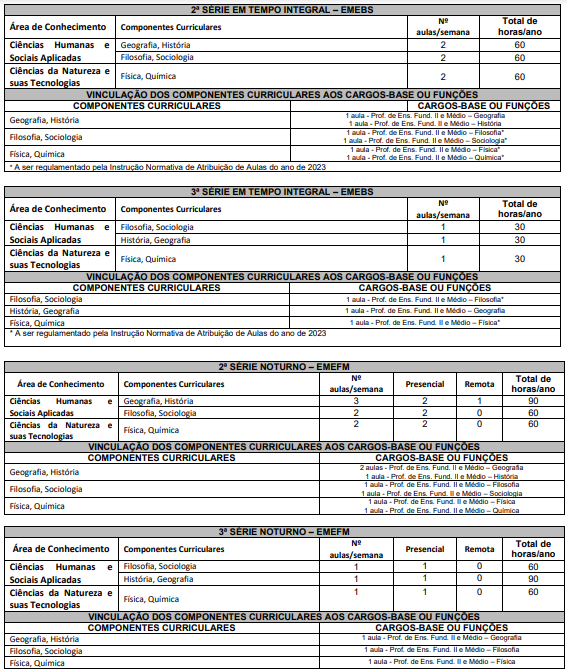 2ª SÉRIE EM TEMPO INTEGRAL – EMEBS
Área de Conhecimento Componentes Curriculares Nº aulas/semana Total de horas/ano
Ciências Humanas e Sociais Aplicadas Geografia, História 2 60
Filosofia, Sociologia 2 60
Ciências da Natureza e suas Tecnologias Física, Química 2 60
VINCULAÇÃO DOS COMPONENTES CURRICULARES AOS CARGOS-BASE OU FUNÇÕES
COMPONENTES CURRICULARES CARGOS-BASE OU FUNÇÕES
Geografia, História 1 aula - Prof. de Ens. Fund. II e Médio – Geografia
1 aula - Prof. de Ens. Fund. II e Médio – História
Filosofia, Sociologia 1 aula - Prof. de Ens. Fund. II e Médio – Filosofia*
1 aula - Prof. de Ens. Fund. II e Médio – Sociologia*
Física, Química 1 aula - Prof. de Ens. Fund. II e Médio – Física*
1 aula - Prof. de Ens. Fund. II e Médio – Química*
* A ser regulamentado pela Instrução Normativa de Atribuição de Aulas do ano de 2023
3ª SÉRIE EM TEMPO INTEGRAL – EMEBS
Área de Conhecimento Componentes Curriculares Nº aulas/semana Total de horas/ano
Ciências Humanas e Sociais Aplicadas Filosofia, Sociologia 1 30
História, Geografia 1 30
Ciências da Natureza e suas Tecnologias Física, Química 1 30
VINCULAÇÃO DOS COMPONENTES CURRICULARES AOS CARGOS-BASE OU FUNÇÕES
COMPONENTES CURRICULARES CARGOS-BASE OU FUNÇÕES
Filosofia, Sociologia 1 aula - Prof. de Ens. Fund. II e Médio – Filosofia*
História, Geografia 1 aula - Prof. de Ens. Fund. II e Médio – Geografia
Física, Química 1 aula - Prof. de Ens. Fund. II e Médio – Física*
* A ser regulamentado pela Instrução Normativa de Atribuição de Aulas do ano de 2023
2ª SÉRIE NOTURNO – EMEFM
Área de Conhecimento Componentes Curriculares Nº aulas/semana Presencial Remota Total de horas/ano
Ciências Humanas e Sociais Aplicadas Geografia, História 3 2 1 90
Filosofia, Sociologia 2 2 0 60
Ciências da Natureza e suas Tecnologias Física, Química 2 2 0 60
VINCULAÇÃO DOS COMPONENTES CURRICULARES AOS CARGOS-BASE OU FUNÇÕES
COMPONENTES CURRICULARES CARGOS-BASE OU FUNÇÕES
Geografia, História 2 aulas - Prof. de Ens. Fund. II e Médio – Geografia
1 aula - Prof. de Ens. Fund. II e Médio – História
Filosofia, Sociologia 1 aula - Prof. de Ens. Fund. II e Médio – Filosofia
1 aula - Prof. de Ens. Fund. II e Médio – Sociologia
Física, Química 1 aula - Prof. de Ens. Fund. II e Médio – Física
1 aula - Prof. de Ens. Fund. II e Médio – Química
3ª SÉRIE NOTURNO – EMEFM
Área de Conhecimento Componentes Curriculares Nº aulas/semana Presencial Remota Total de horas/ano
Ciências Humanas e Sociais Aplicadas Filosofia, Sociologia 1 1 0 60
História, Geografia 1 1 0 90
Ciências da Natureza e suas Tecnologias Física, Química 1 1 0 60
VINCULAÇÃO DOS COMPONENTES CURRICULARES AOS CARGOS-BASE OU FUNÇÕES
COMPONENTES CURRICULARES CARGOS-BASE OU FUNÇÕES
Geografia, História 1 aula - Prof. de Ens. Fund. II e Médio – Geografia
Filosofia, Sociologia 1 aula - Prof. de Ens. Fund. II e Médio – Filosofia
Física, Química 1 aula - Prof. de Ens. Fund. II e Médio – Física